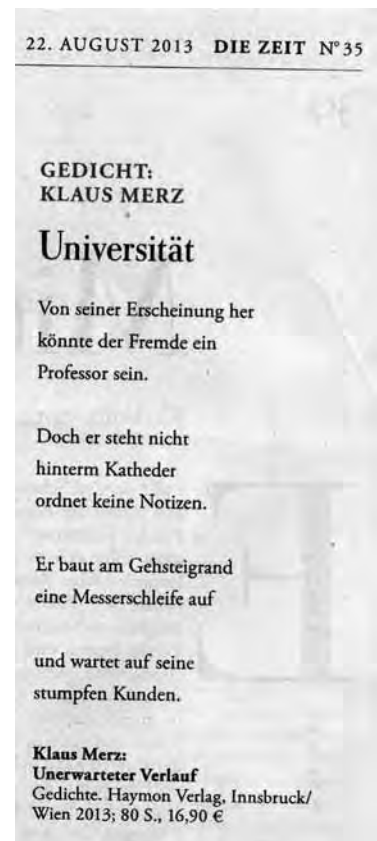 22. AUGUST 2013 DIE ZEIT N° 35
GEDICHT:
KLAUS MERZ
Universität
Von seiner Erscheinung her
könnte der Fremde ein
Professor sein.
Doch er steht nicht
hinterm Katheder
ordnet keine Notizen.
Er baut am Gehsteigrand
eine Messerschleife auf
und wartet auf seine
stumpfen Kunden.
Klaus Merz:
Unerwarteter Verlauf
Gedichte. Haymon Verlag, Innsbruck/
Wien 2013; 80 S., 16,90 €